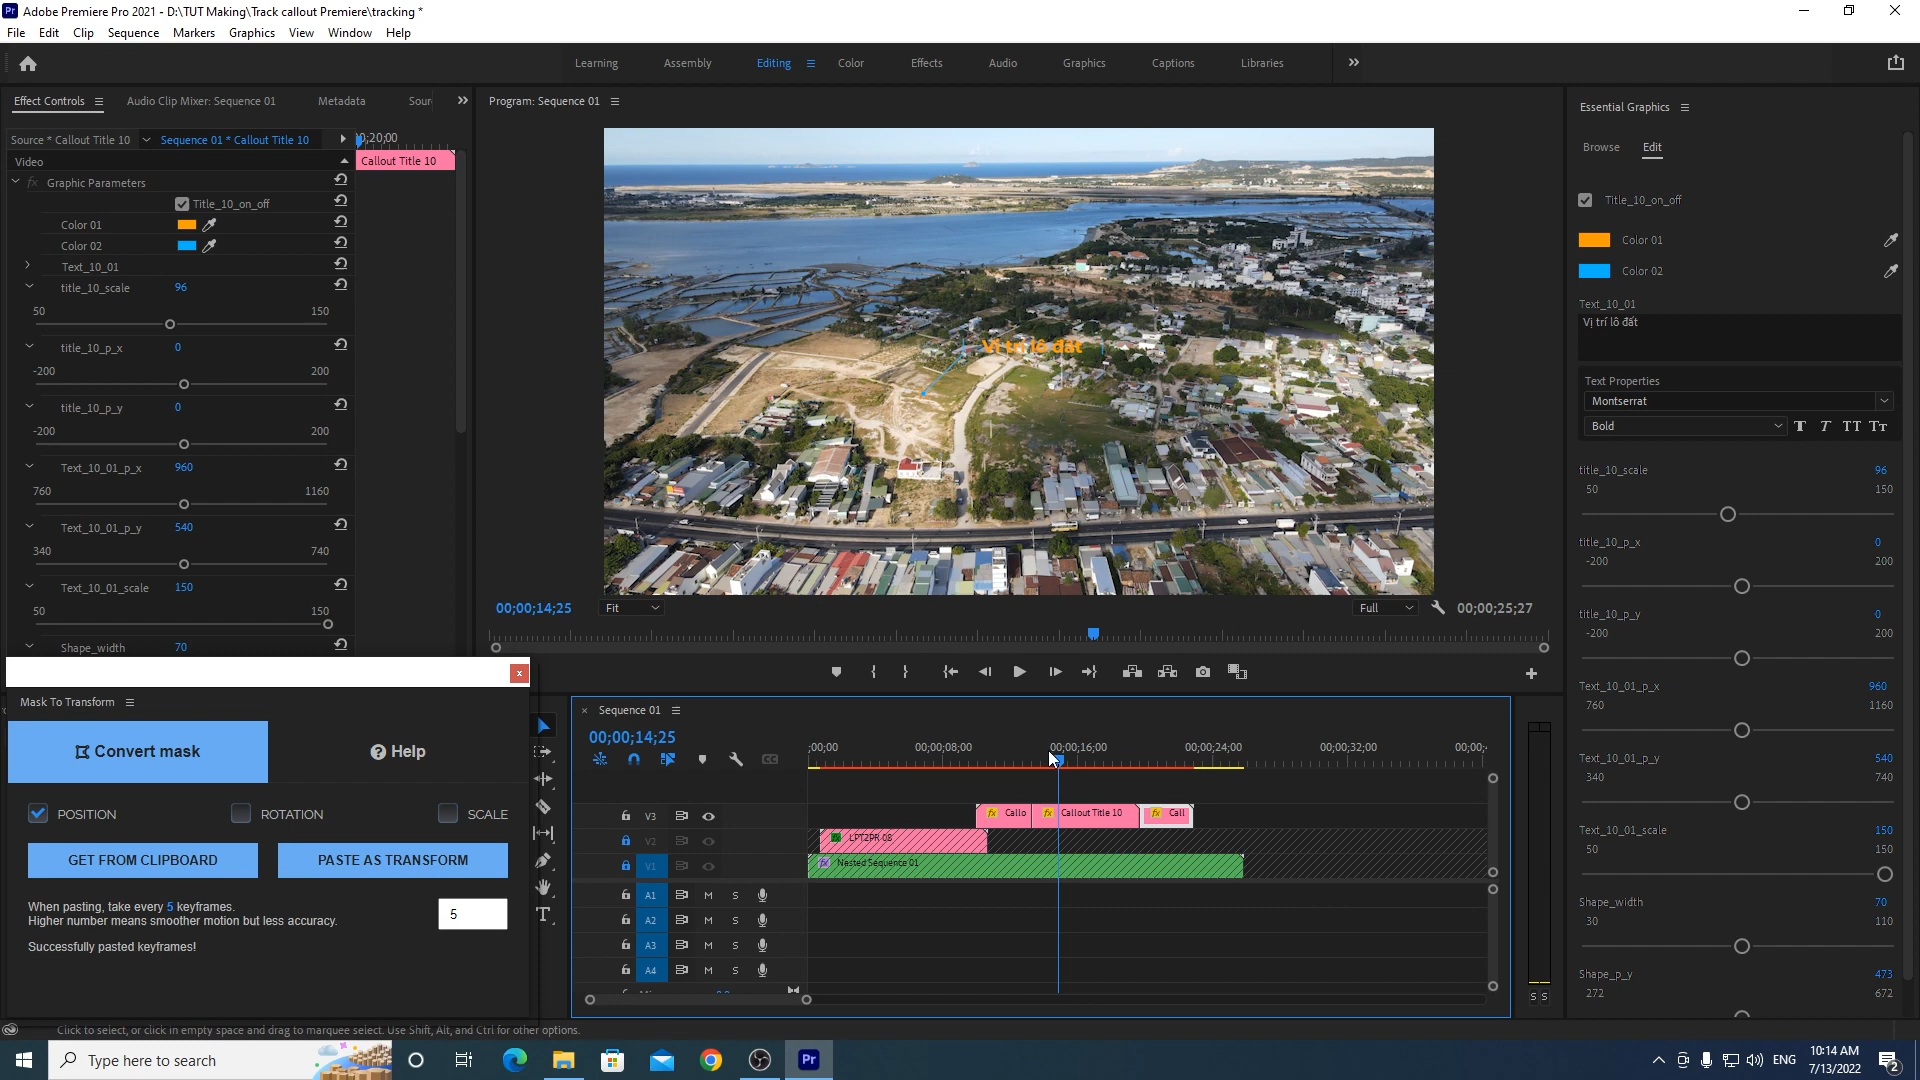 Adobe Premiere Pro 2021 - D:\TUT Making\Track callout Premiere\tracking *
File Edit Clip Sequence Markers Graphics View Window Help
Learning Assembly Editing Color Effects Audio Graphics Captions Libraries
Effect Controls Audio Clip Mixer: Sequence 01 Metadata
Source * Callout Title 10 Sequence 01 * Callout Title 10
Video Callout Title 10
Graphic Parameters
Title_10_on_off
Color 01
Color 02
Text_10_01
title_10_scale 96
50 150
title_10_p_x 0
-200 200
title_10_p_y 0
-200 200
Text_10_01_p_x 960
760 1160
Text_10_01_p_y 540
340 740
Text_10_01_scale 150
50 150
Shape_width 70
Program: Sequence 01
Vị trí lô đất
00;00;14;25 Fit Full 00;00;25;27
Essential Graphics
Browse Edit
Title_10_on_off
Color 01
Color 02
Text_10_01
Vị trí lô đất
Text Properties
Montserrat
Bold T T TT Tт
title_10_scale 96
50 150
title_10_p_x 0
-200 200
title_10_p_y 0
-200 200
Text_10_01_p_x 960
760 1160
Text_10_01_p_y 540
340 740
Text_10_01_scale 150
50 150
Shape_width 70
30 110
Shape_p_y 473
272 672
Mask To Transform
Convert mask Help
POSITION ROTATION SCALE
GET FROM CLIPBOARD PASTE AS TRANSFORM
When pasting, take every 5 keyframes.
Higher number means smoother motion but less accuracy.
5
Successfully pasted keyframes!
Sequence 01
00;00;14;25
;00;00 00;00;08;00 00;00;16;00 00;00;24;00 00;00;32;00 00;00;
V3 fx Callo fx Callout Title 10 fx Call
V2 fx LPT2PR 08
V1 fx Nested Sequence 01
A1 M S
A2 M S
A3 M S
A4 M S
S S
Click to select, or click in empty space and drag to marquee select. Use Shift, Alt, and Ctrl for other options.
Type here to search
ENG
10:14 AM
7/13/2022
2